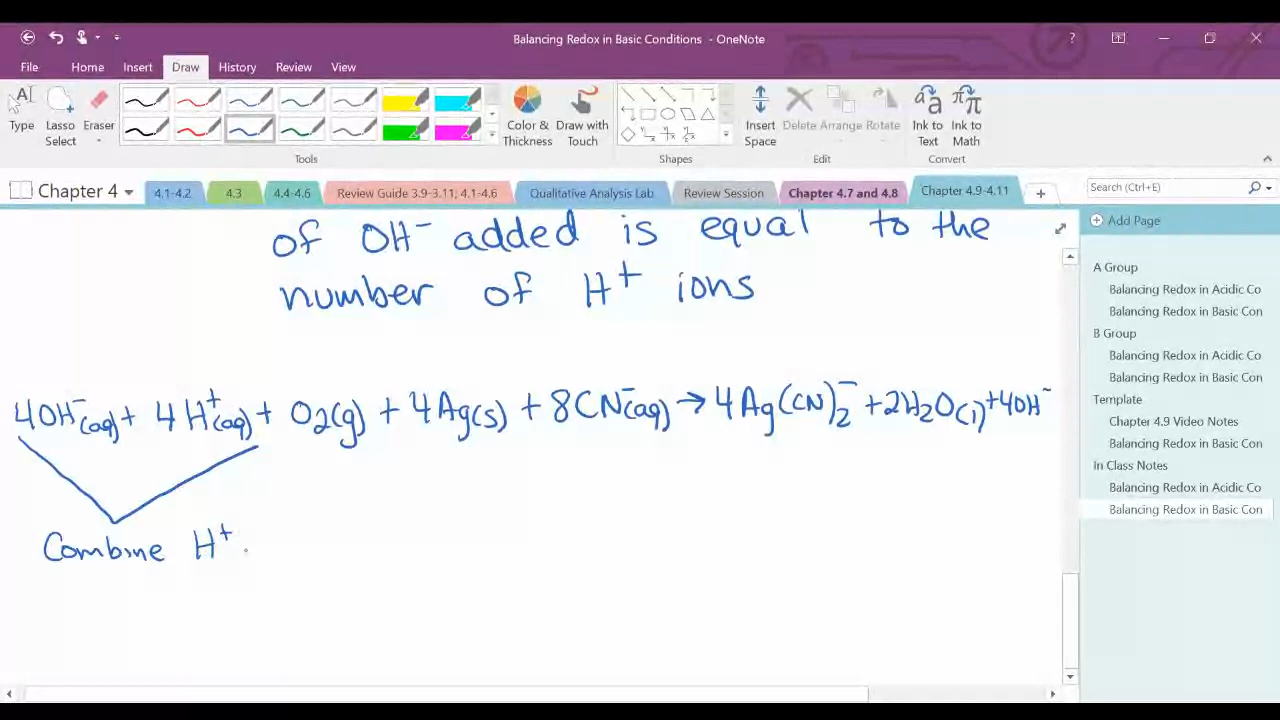 Balancing Redox in Basic Conditions - OneNote
?
File Home Insert Draw History Review View
Type
Lasso Select
Eraser
Color & Thickness
Draw with Touch
Insert Space
Delete Arrange Rotate
Ink to Text
Ink to Math
Tools
Shapes
Edit
Convert
Chapter 4
4.1-4.2
4.3
4.4-4.6
Review Guide 3.9-3.11; 4.1-4.6
Qualitative Analysis Lab
Review Session
Chapter 4.7 and 4.8
Chapter 4.9-4.11
Search (Ctrl+E)
of OH⁻ added is equal to the
number of H⁺ ions
4OH⁻(aq) + 4H⁺(aq) + O₂(g) + 4Ag(s) + 8CN⁻(aq) → 4Ag(CN)₂⁻ + 2H₂O(l) + 4OH⁻
Combine H⁺
Add Page
A Group
Balancing Redox in Acidic Co
Balancing Redox in Basic Con
B Group
Balancing Redox in Acidic Co
Balancing Redox in Basic Con
Template
Chapter 4.9 Video Notes
Balancing Redox in Basic Con
In Class Notes
Balancing Redox in Acidic Co
Balancing Redox in Basic Con